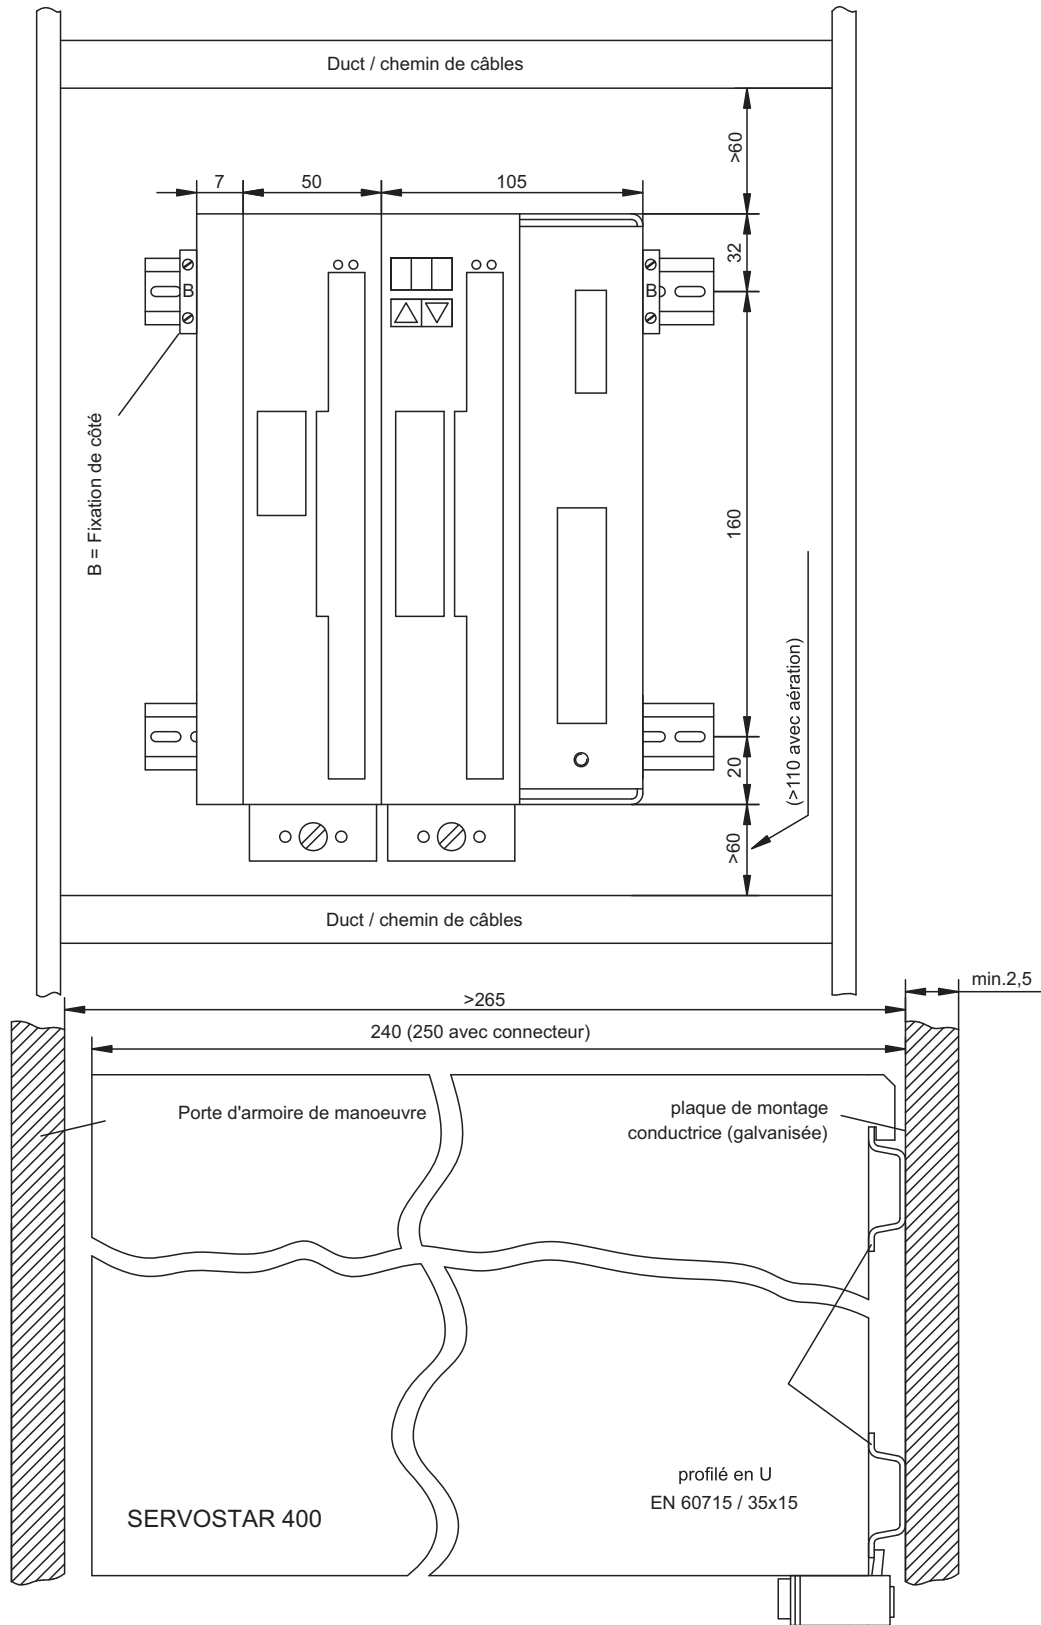 Duct / chemin de câbles
>60
7
50
105
32
B
B
B = Fixation de côté
160
(>110 avec aération)
20
>60
Duct / chemin de câbles
min.2,5
>265
240 (250 avec connecteur)
Porte d'armoire de manoeuvre
plaque de montage
conductrice (galvanisée)
profilé en U
EN 60715 / 35x15
SERVOSTAR 400